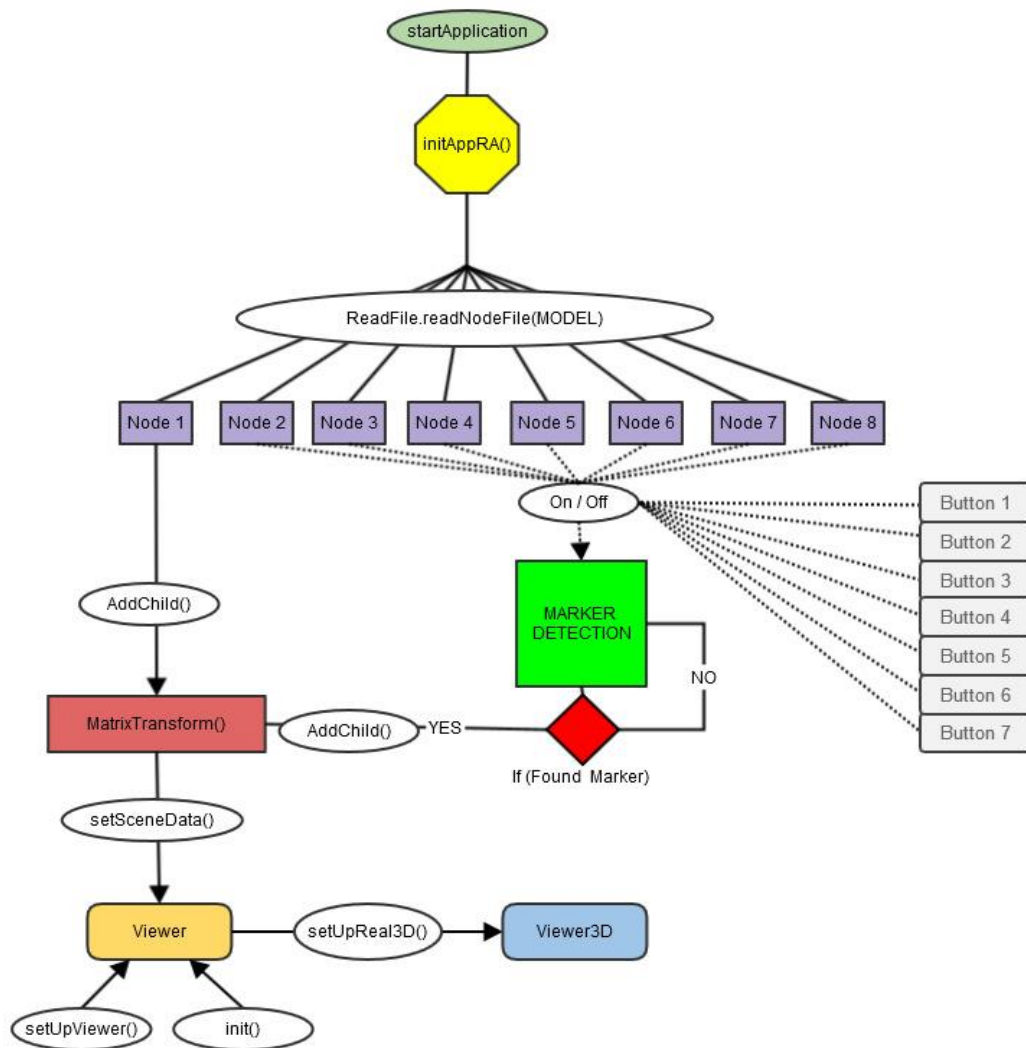 startApplication
initAppRA()
ReadFile.readNodeFile(MODEL)
Node 1
Node 2
Node 3
Node 4
Node 5
Node 6
Node 7
Node 8
On / Off
Button 1
Button 2
Button 3
Button 4
Button 5
Button 6
Button 7
AddChild()
MARKER
DETECTION
NO
MatrixTransform()
AddChild()
YES
If (Found Marker)
setSceneData()
Viewer
setUpReal3D()
Viewer3D
setUpViewer()
init()